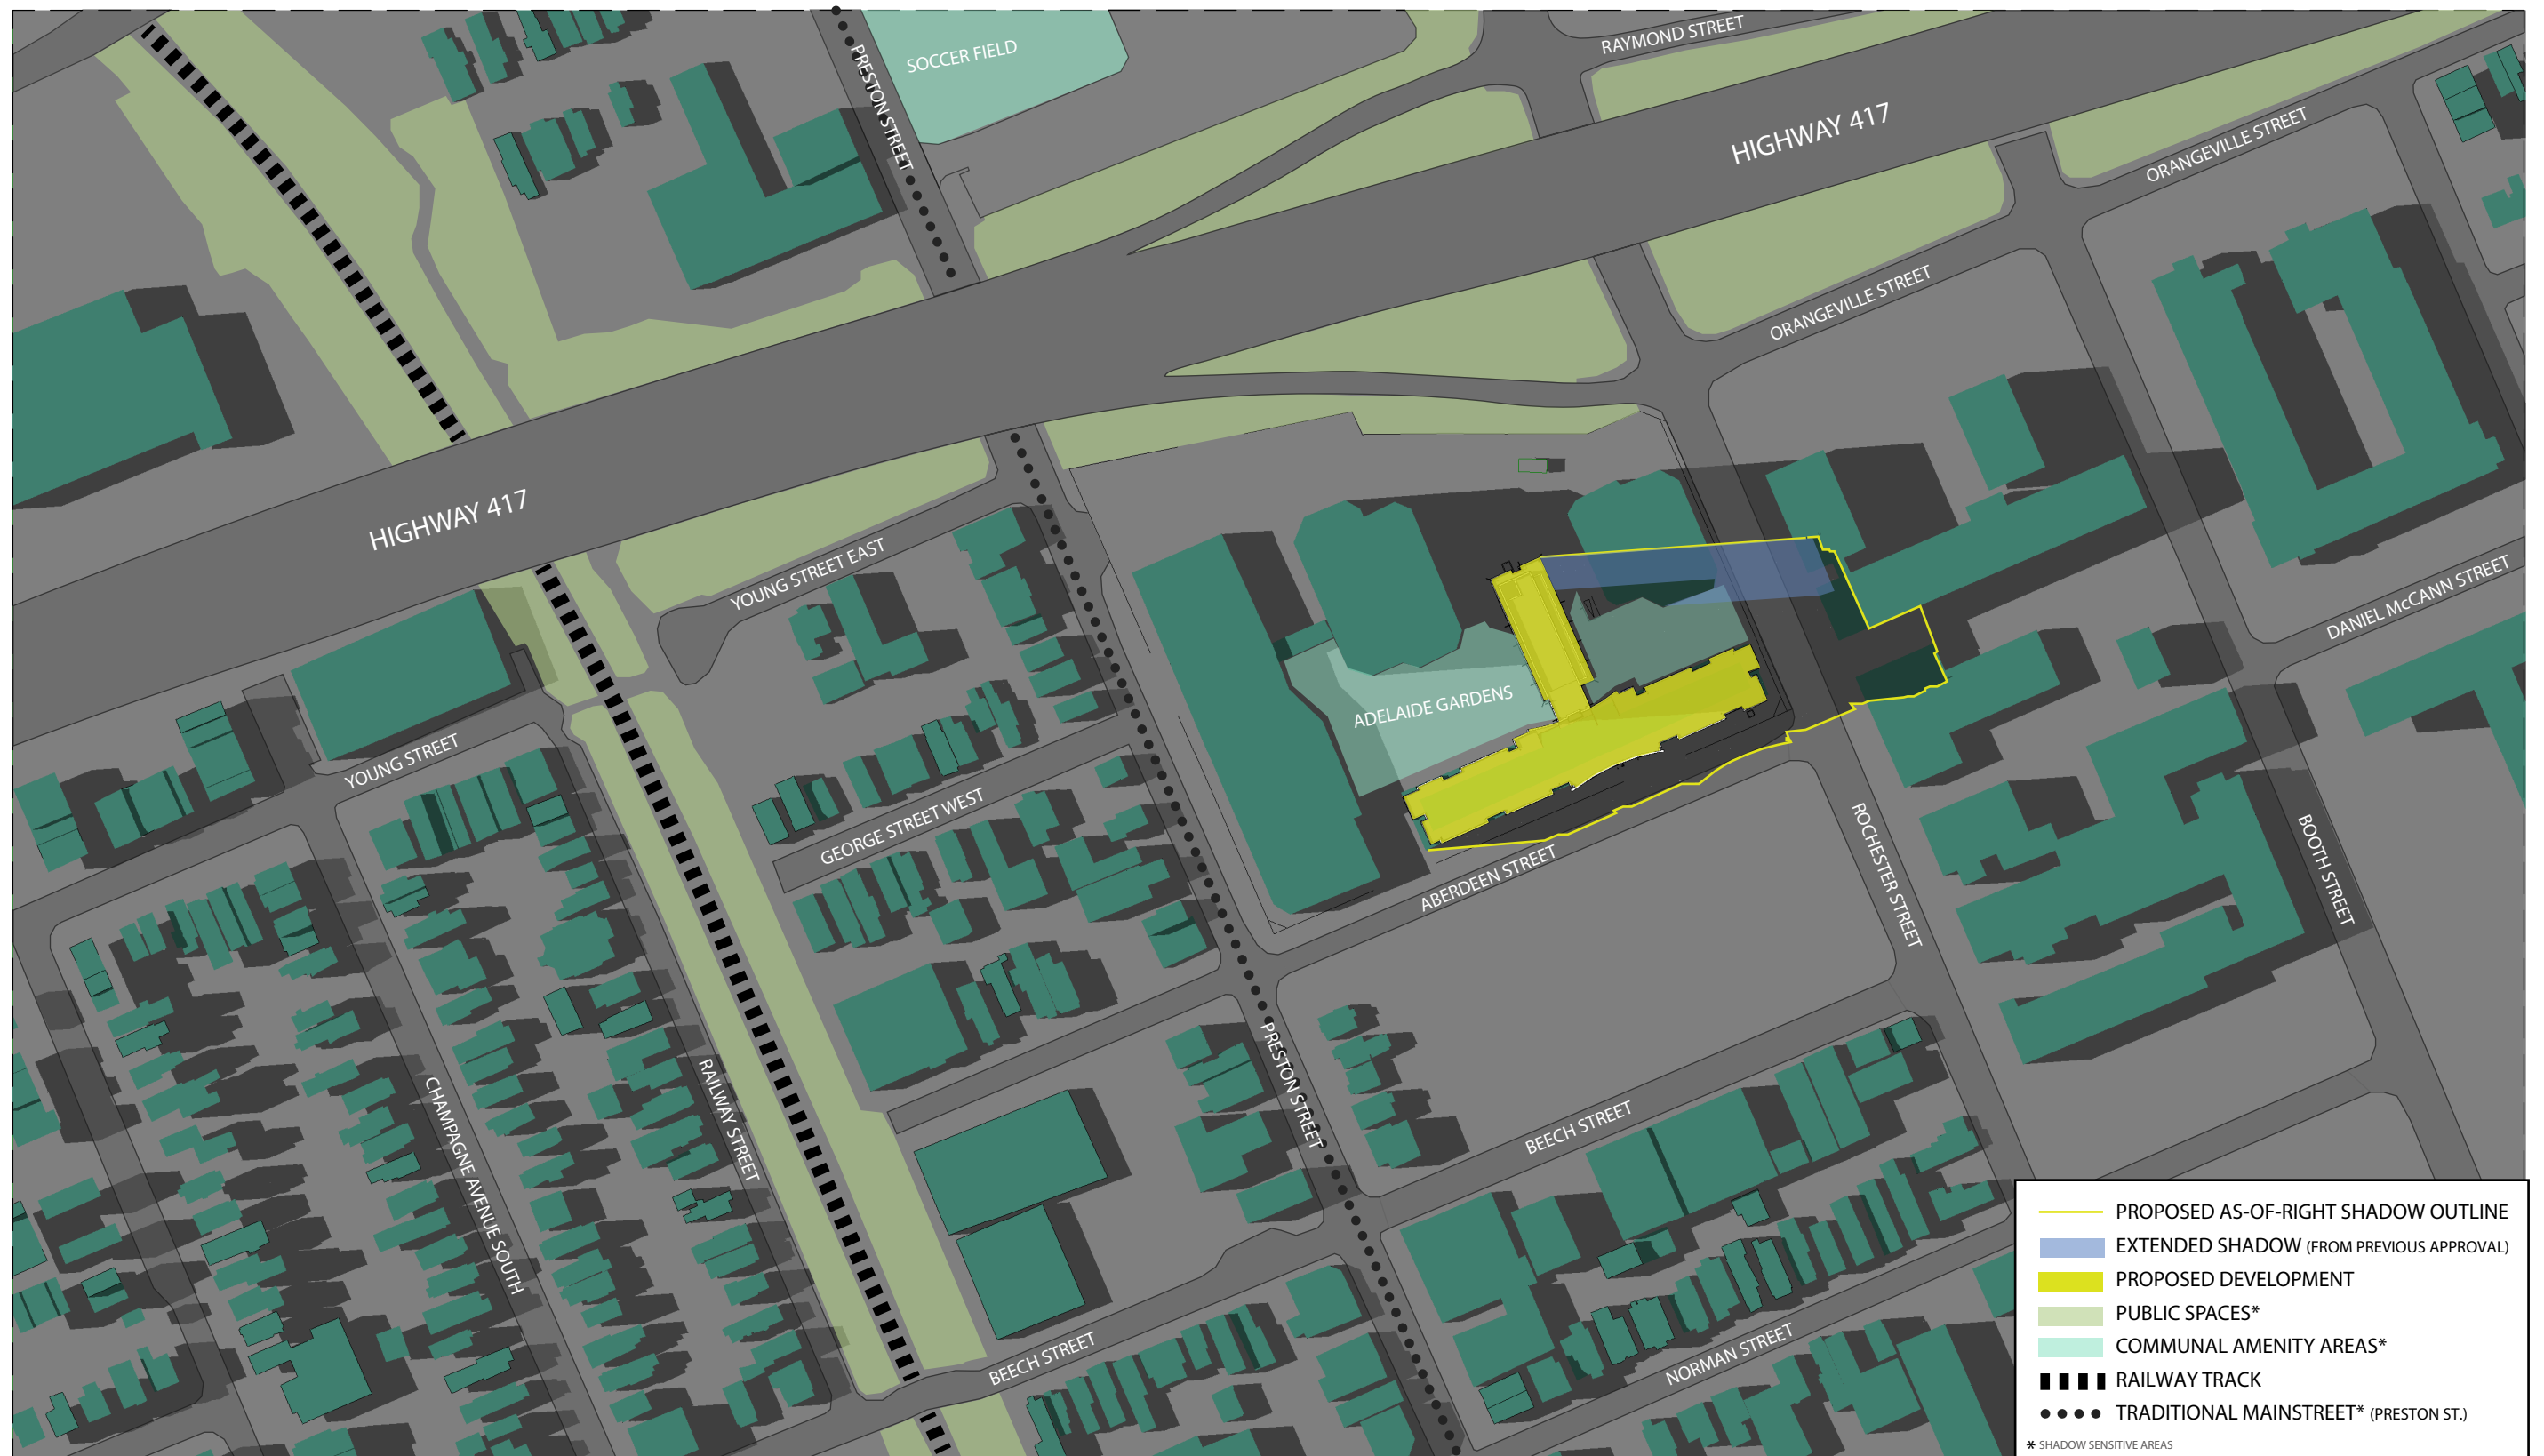 RAYMOND STREET
SOCCER FIELD
PRESTON STREET
HIGHWAY 417
ORANGEVILLE STREET
ORANGEVILLE STREET
HIGHWAY 417
YOUNG STREET EAST
DANIEL McCANN STREET
ADELAIDE GARDENS
YOUNG STREET
GEORGE STREET WEST
ABERDEEN STREET
ROCHESTER STREET
BOOTH STREET
PRESTON STREET
RAILWAY STREET
CHAMPAGNE AVENUE SOUTH
BEECH STREET
BEECH STREET
NORMAN STREET
PROPOSED AS-OF-RIGHT SHADOW OUTLINE
EXTENDED SHADOW (FROM PREVIOUS APPROVAL)
PROPOSED DEVELOPMENT
PUBLIC SPACES*
COMMUNAL AMENITY AREAS*
RAILWAY TRACK
TRADITIONAL MAINSTREET* (PRESTON ST.)
* SHADOW SENSITIVE AREAS